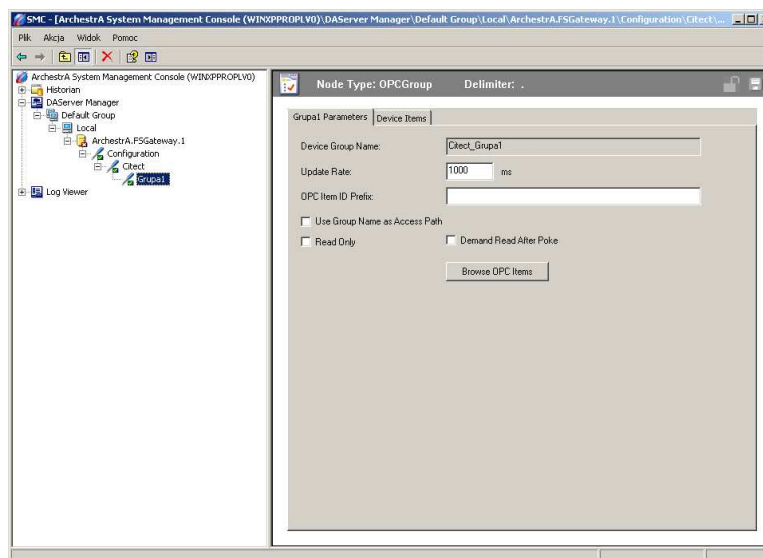 SMC - [ArchestrA System Management Console (WINXPPROPLV0)\DAServer Manager\Default Group\Local\ArchestrA.FSGateway.1\Configuration\Citect\...
Plik Akcja Widok Pomoc
ArchestrA System Management Console (WINXPPROPLV0)
Historian
DAServer Manager
Default Group
Local
ArchestrA.FSGateway.1
Configuration
Citect
Grupa1
Log Viewer
Node Type: OPCGroup Delimiter: .
Grupa1 Parameters Device Items
Device Group Name: Citect_Grupa1
Update Rate: 1000 ms
OPC Item ID Prefix:
Use Group Name as Access Path
Read Only Demand Read After Poke
Browse OPC Items